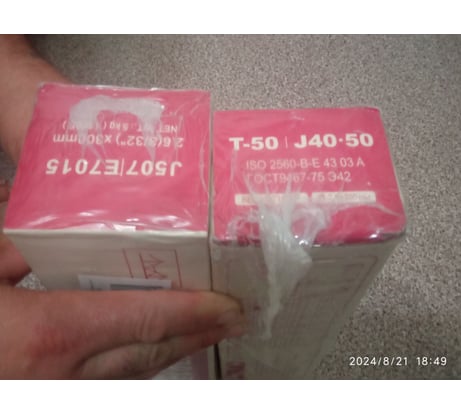 J507/E7015
2.6(3/32") x300mm
T-50 | J40·50
ISO 2560-B-E 43 03 A
ГОСТ9467-75 Э42
2024/8/21 18:49